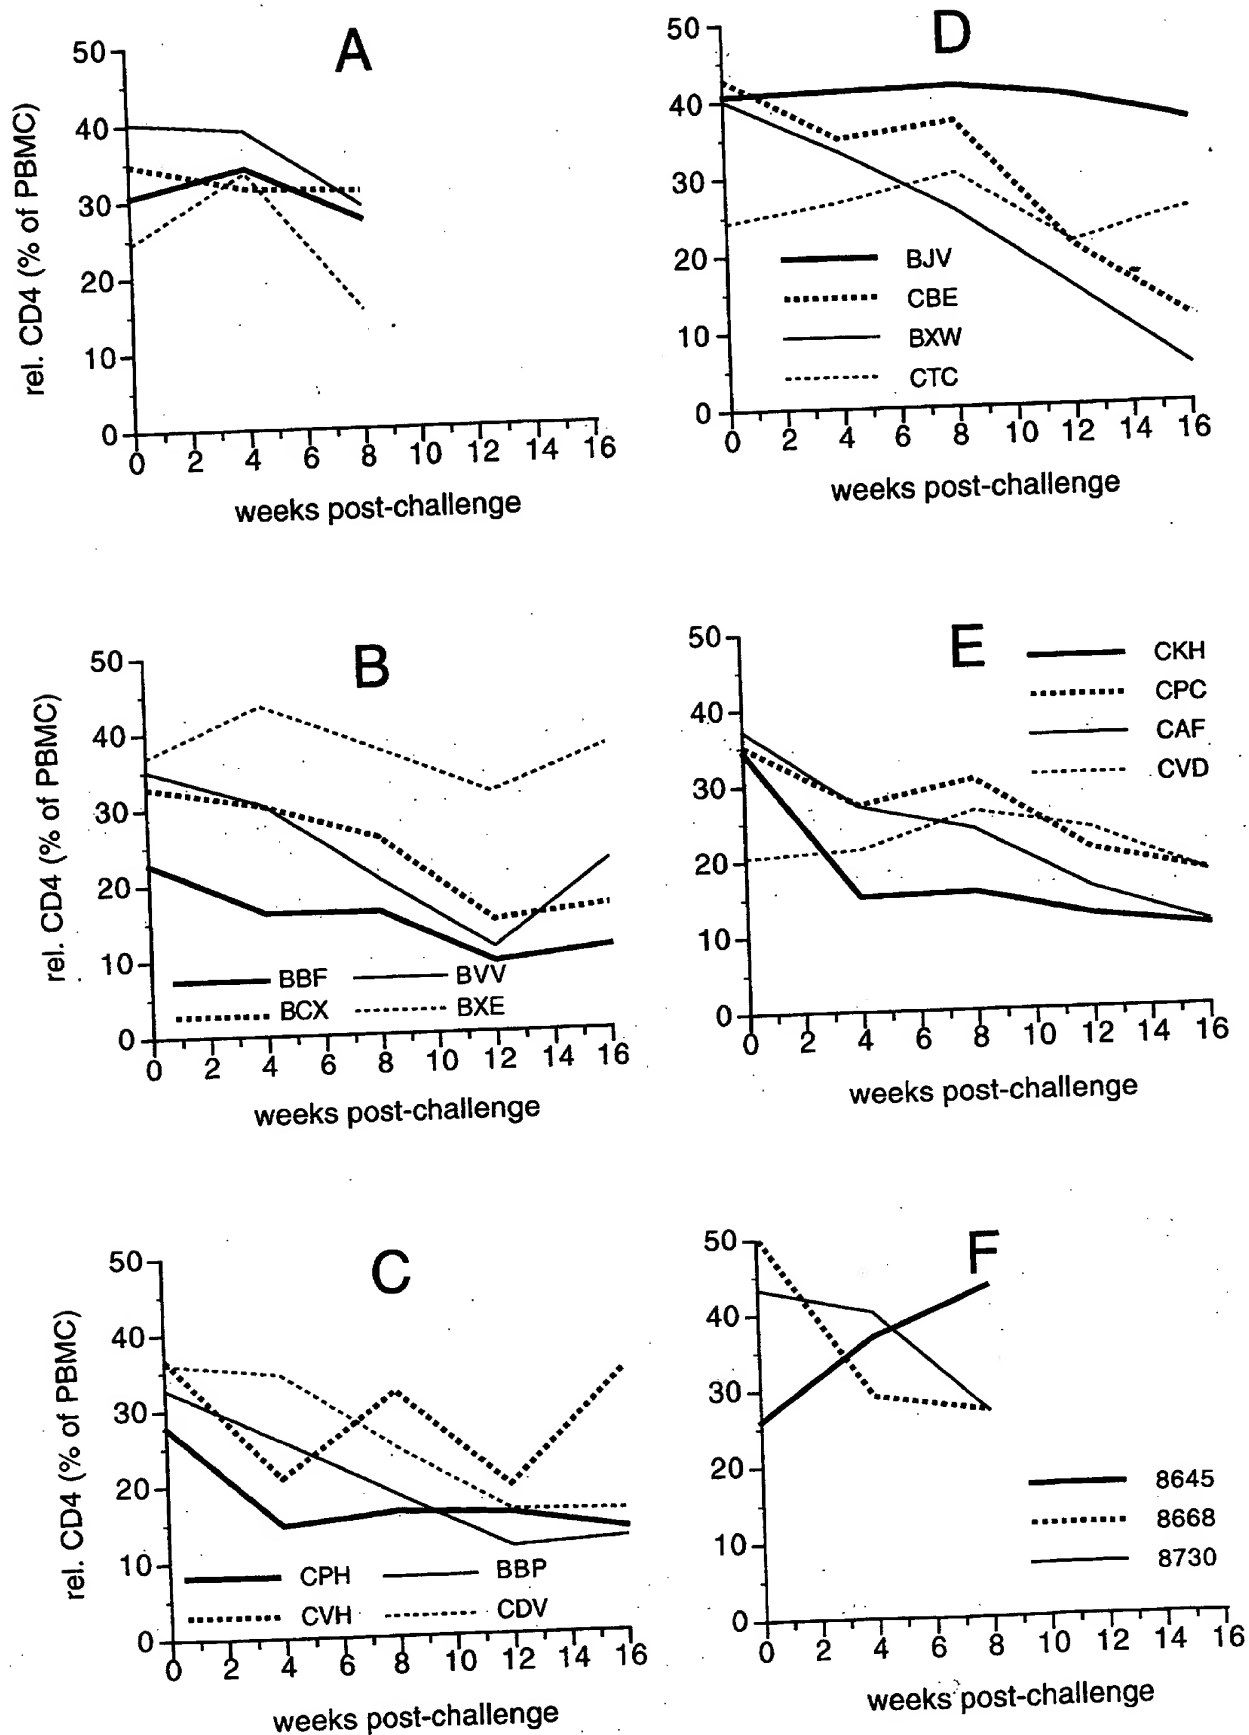 A
rel. CD4 (% of PBMC)
50
40
30
20
10
0
0 2 4 6 8 10 12 14 16
weeks post-challenge
D
50
40
30
20
10
0
BJV
CBE
BXW
CTC
0 2 4 6 8 10 12 14 16
weeks post-challenge
B
rel. CD4 (% of PBMC)
50
40
30
20
10
0
BBF BVV
BCX BXE
0 2 4 6 8 10 12 14 16
weeks post-challenge
E
50
40
30
20
10
0
CKH
CPC
CAF
CVD
0 2 4 6 8 10 12 14 16
weeks post-challenge
C
rel. CD4 (% of PBMC)
50
40
30
20
10
0
CPH BBP
CVH CDV
0 2 4 6 8 10 12 14 16
weeks post-challenge
F
50
40
30
20
10
0
8645
8668
8730
0 2 4 6 8 10 12 14 16
weeks post-challenge